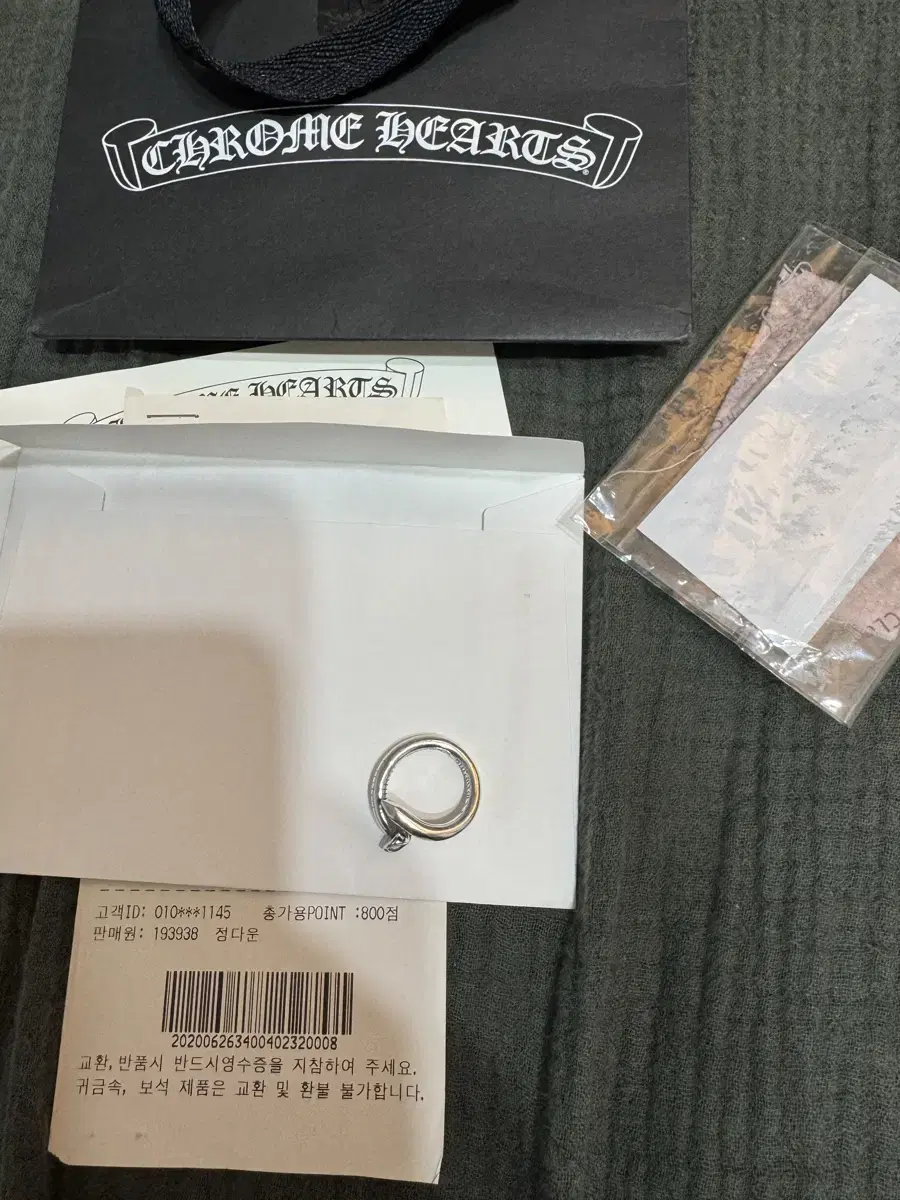 CHROME HEARTS®
HEARTS
고객ID: 010***1145 총가용POINT :800점
판매원: 193938 정다운
202006263400402320008
교환,반품시 반드시영수증을 지참하여 주세요.
귀금속, 보석 제품은 교환 및 환불 불가합니다.